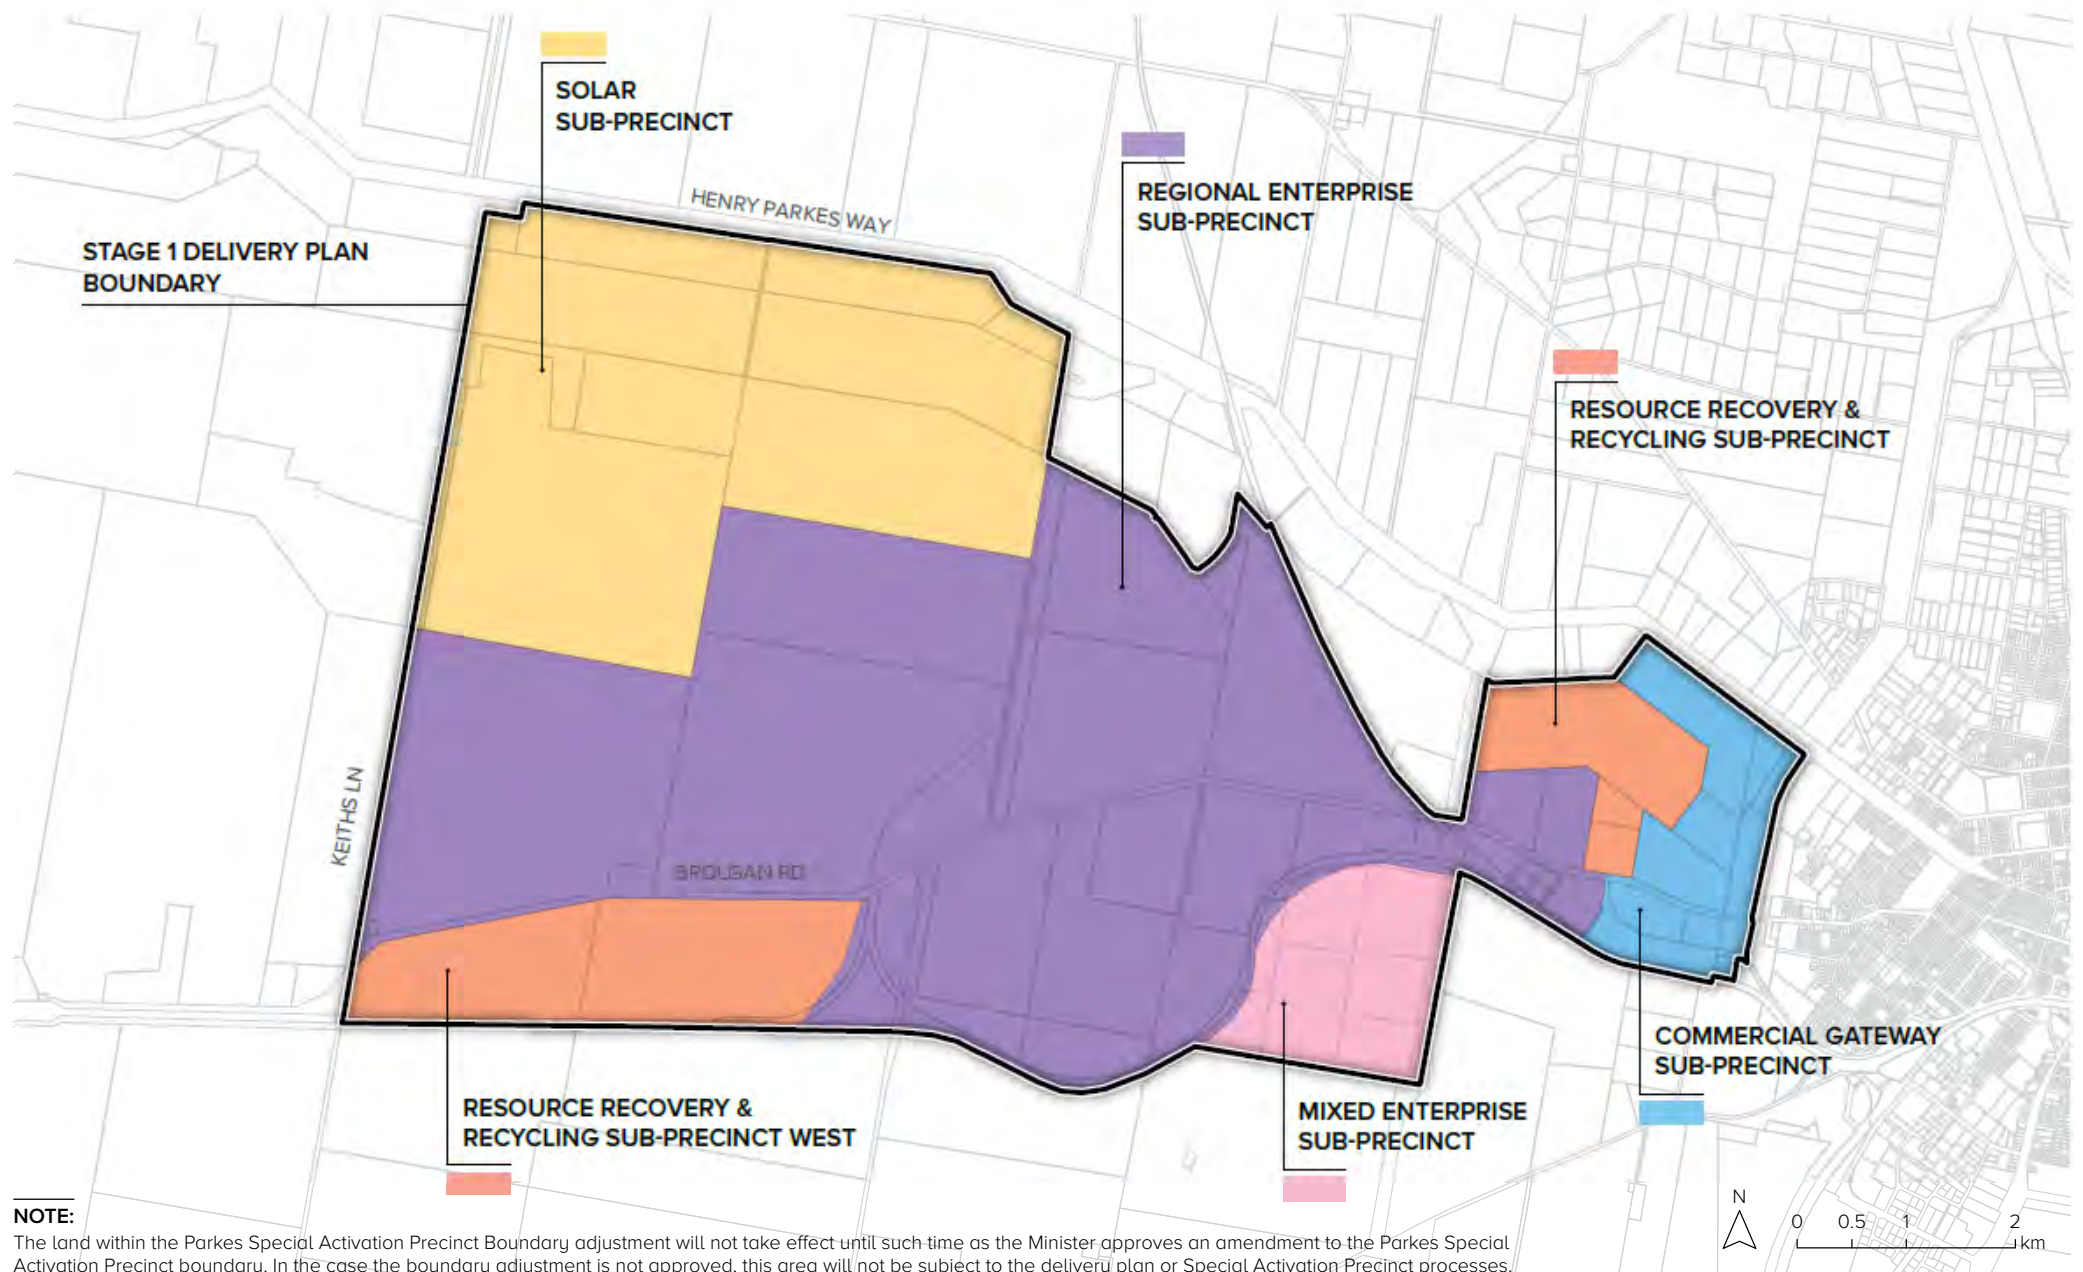 SOLAR
SUB-PRECINCT
REGIONAL ENTERPRISE
SUB-PRECINCT
HENRY PARKES WAY
STAGE 1 DELIVERY PLAN
BOUNDARY
RESOURCE RECOVERY &
RECYCLING SUB-PRECINCT
KEITHS LN
BROLGAN RD
COMMERCIAL GATEWAY
SUB-PRECINCT
RESOURCE RECOVERY &
RECYCLING SUB-PRECINCT WEST
MIXED ENTERPRISE
SUB-PRECINCT
N
0 0.5 1 2
km
NOTE:
The land within the Parkes Special Activation Precinct Boundary adjustment will not take effect until such time as the Minister approves an amendment to the Parkes Special
Activation Precinct boundary. In the case the boundary adjustment is not approved, this area will not be subject to the delivery plan or Special Activation Precinct processes.